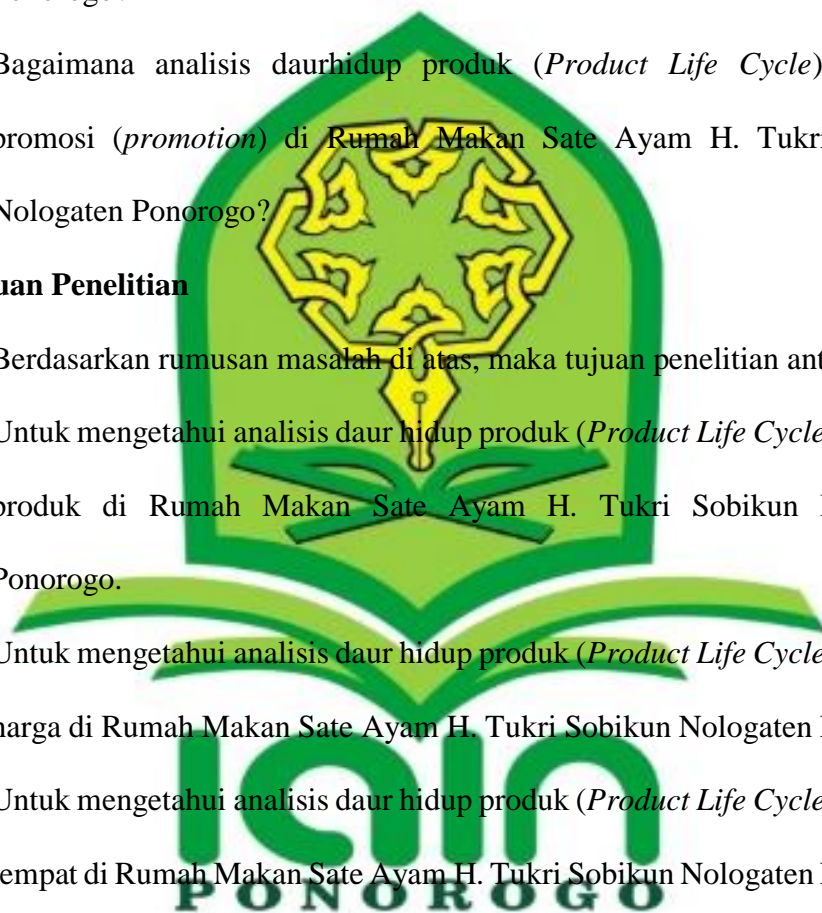 Bagaimana analisis daurhidup produk (Product Life Cycle)
promosi (promotion) di Rumah Makan Sate Ayam H. Tukri
Nologaten Ponorogo?
uan Penelitian
Berdasarkan rumusan masalah di atas, maka tujuan penelitian ant
Untuk mengetahui analisis daur hidup produk (Product Life Cycle
produk di Rumah Makan Sate Ayam H. Tukri Sobikun
Ponorogo.
Untuk mengetahui analisis daur hidup produk (Product Life Cycle
harga di Rumah Makan Sate Ayam H. Tukri Sobikun Nologaten
Untuk mengetahui analisis daur hidup produk (Product Life Cycle
tempat di Rumah Makan Sate Ayam H. Tukri Sobikun Nologaten
iain
PONOROGO